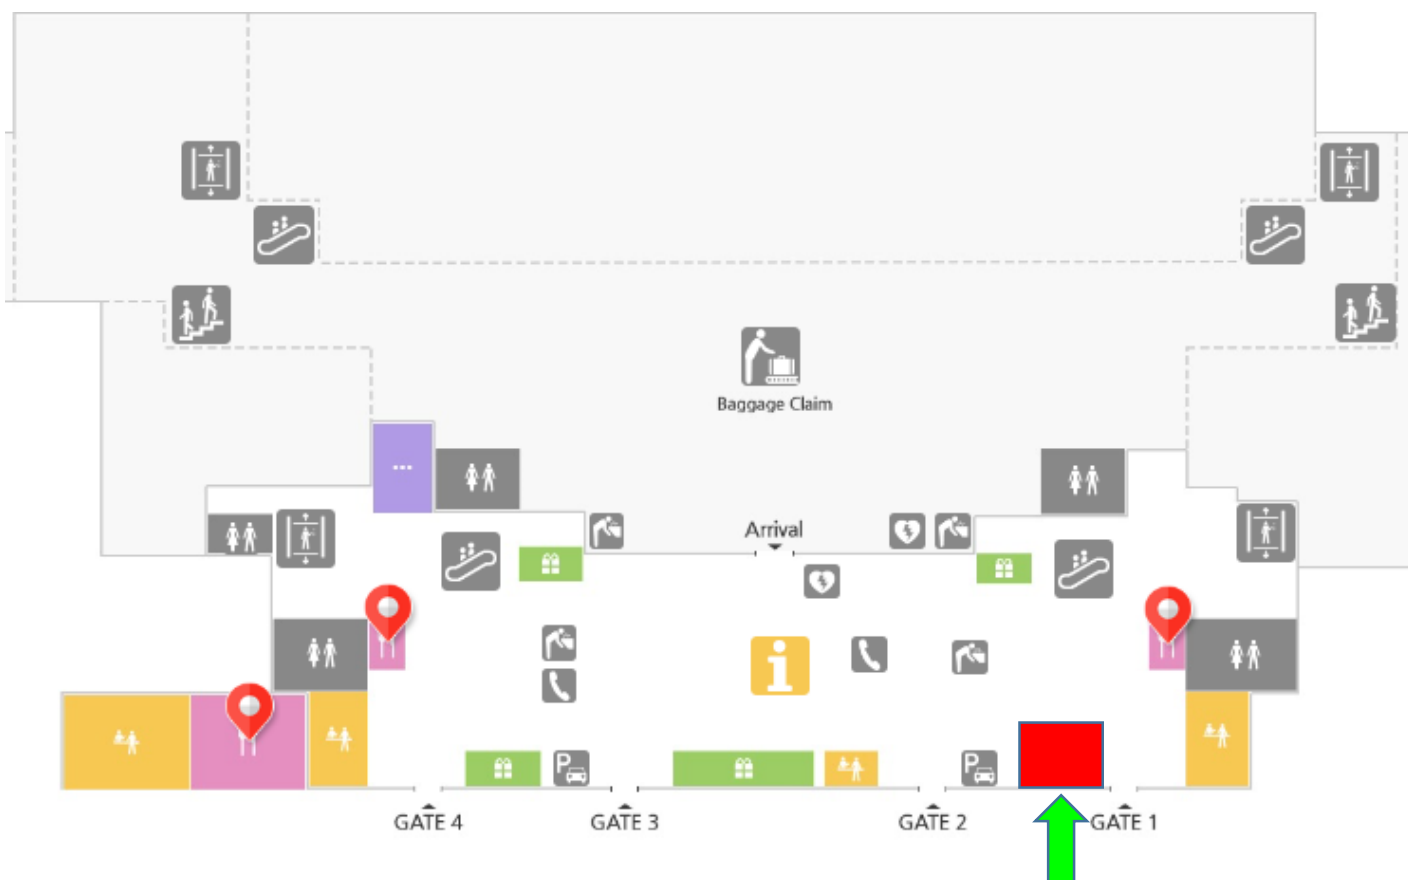 Baggage Claim
Arrival
i
P
P
GATE 4
GATE 3
GATE 2
GATE 1